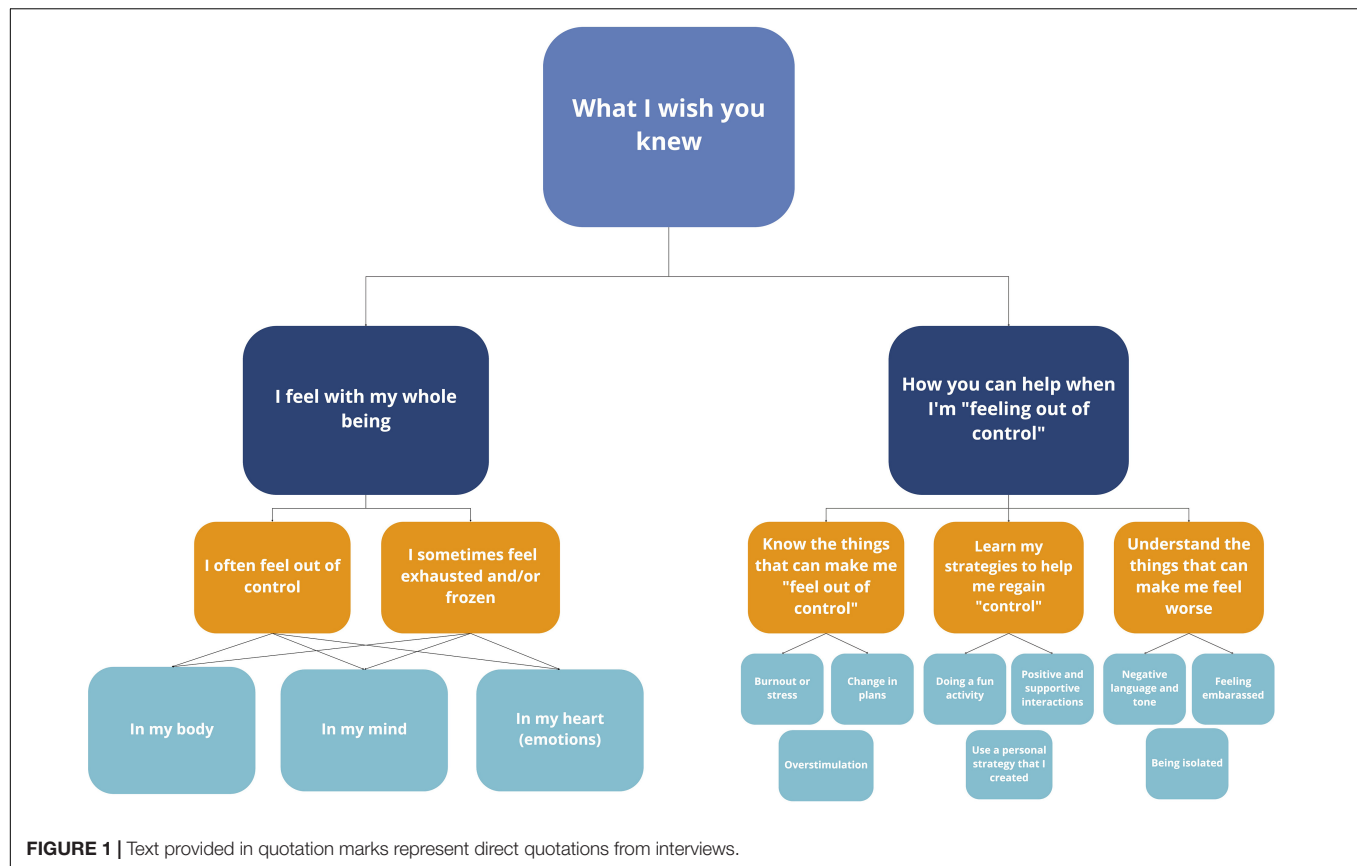 What I wish you
knew
I feel with my whole
being
How you can help when
I'm "feeling out of
control"
I often feel out of
control
I sometimes feel
exhausted and/or
frozen
Know the things
that can make me
"feel out of
control"
Learn my
strategies to help
me regain
"control"
Understand the
things that can
make me feel
worse
In my body
In my mind
In my heart
(emotions)
Burnout or
stress
Change in
plans
Overstimulation
Doing a fun
activity
Positive and
supportive
interactions
Use a personal
strategy that I
created
Negative
language and
tone
Feeling
embarassed
Being isolated
FIGURE 1 | Text provided in quotation marks represent direct quotations from interviews.